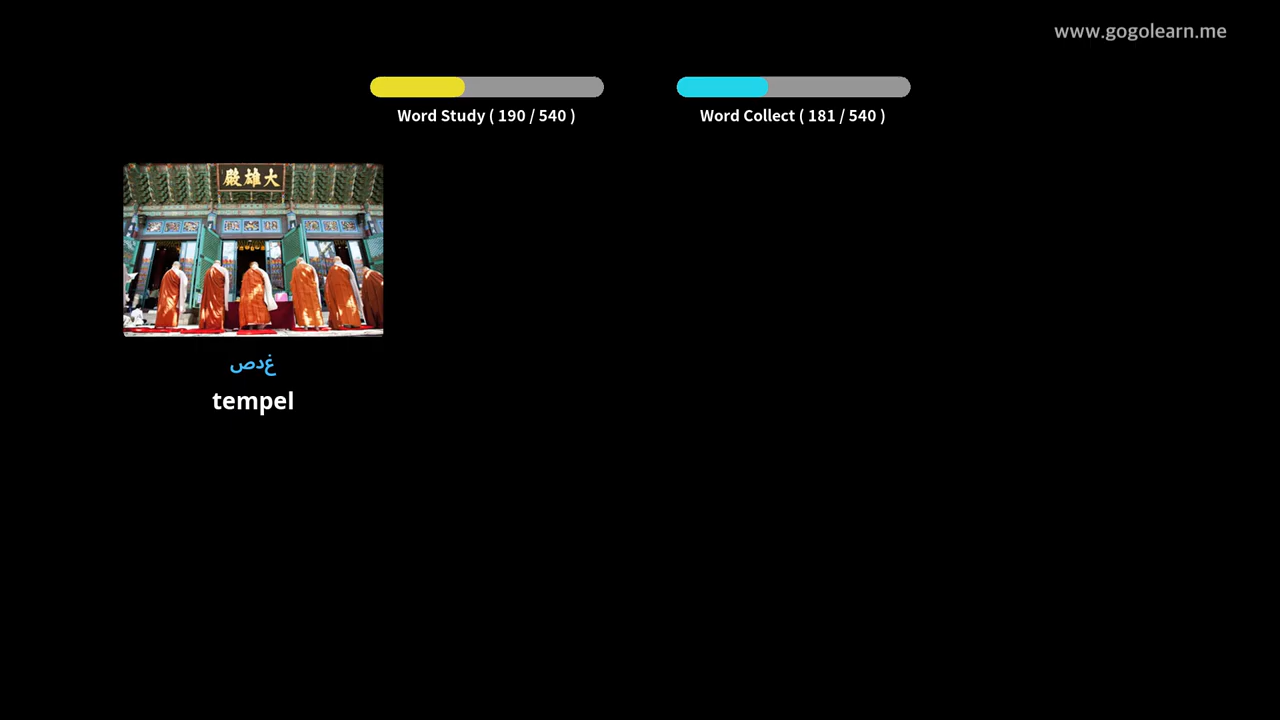 www.gogolearn.me
Word Study ( 190 / 540 )
Word Collect ( 181 / 540 )
大雄殿
غدص
tempel